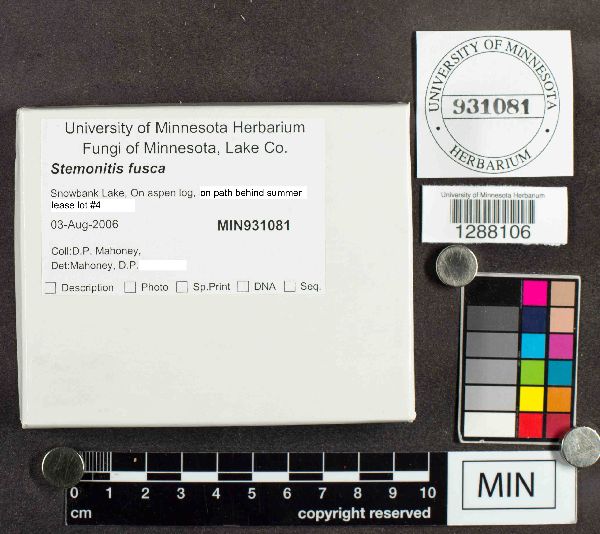 University of Minnesota Herbarium
Fungi of Minnesota, Lake Co.
Stemonitis fusca
Snowbank Lake, On aspen log, on path behind summer
lease lot #4
03-Aug-2006 MIN931081
Coll:D.P. Mahoney,
Det:Mahoney, D.P.
Description Photo Sp.Print DNA Seq.
UNIVERSITY OF MINNESOTA
931081
HERBARIUM
University of Minnesota Herbarium
1288106
0 1 2 3 4 5 6 7 8 9 10
cm copyright reserved
MIN